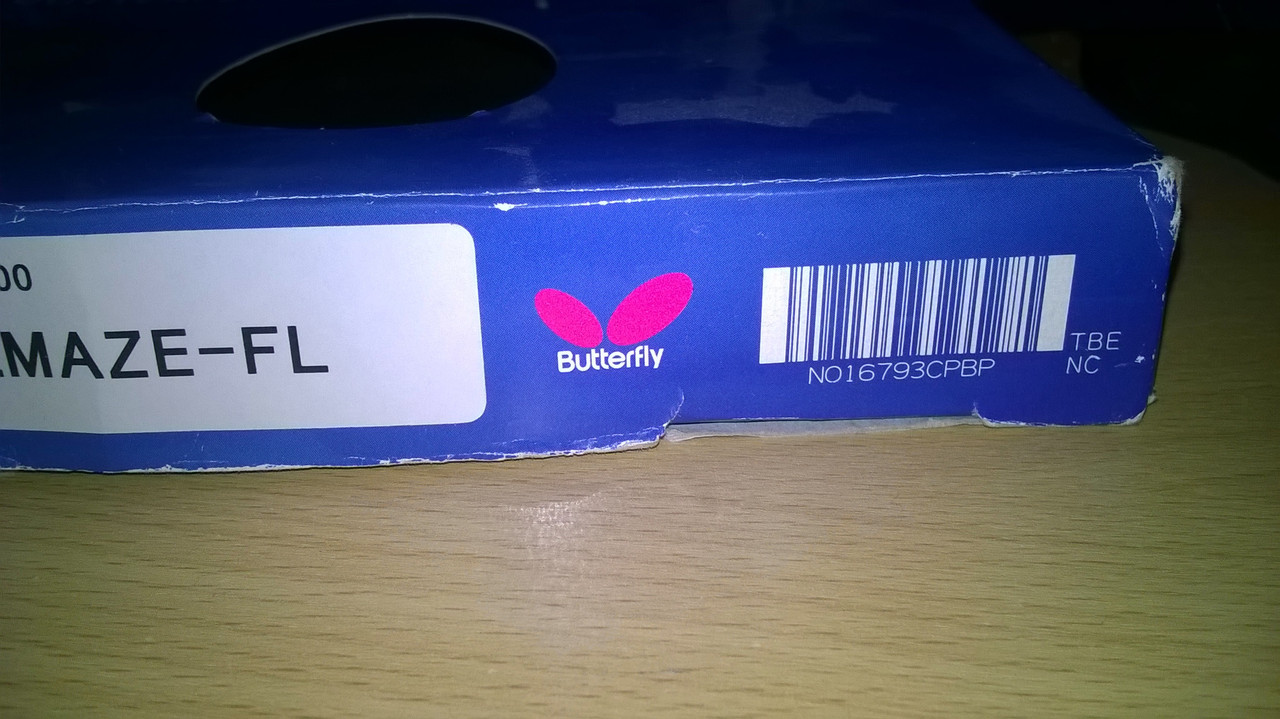 00
MAZE-FL
Butterfly
NO16793CPBP
TBE
NC